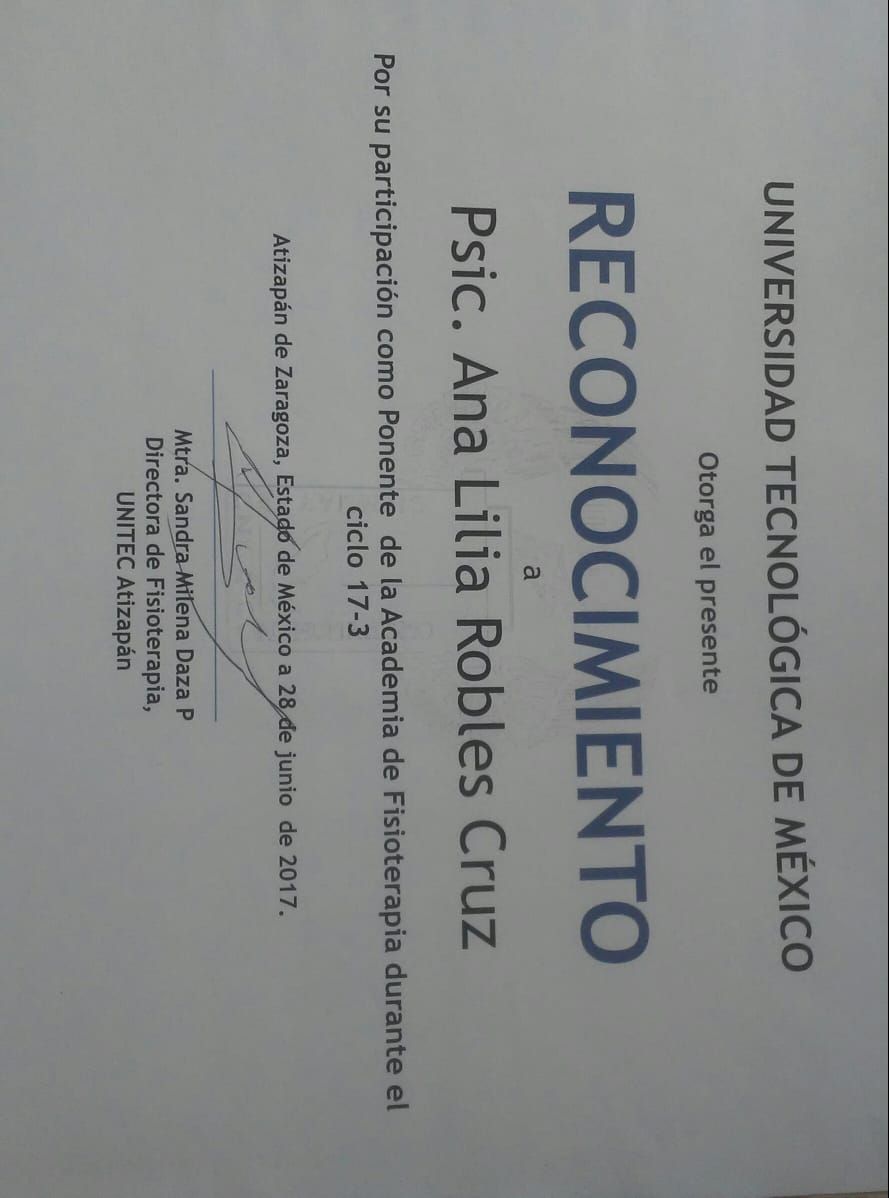 UNIVERSIDAD TECNOLÓGICA DE MÉXICO
Otorga el presente
RECONOCIMIENTO
a
Psic. Ana Lilia Robles Cruz
Por su participación como Ponente de la Academia de Fisioterapia durante el
ciclo 17-3
Atizapán de Zaragoza, Estado de México a 28 de junio de 2017.
Mtra. Sandra Milena Daza P
Directora de Fisioterapia,
UNITEC Atizapán